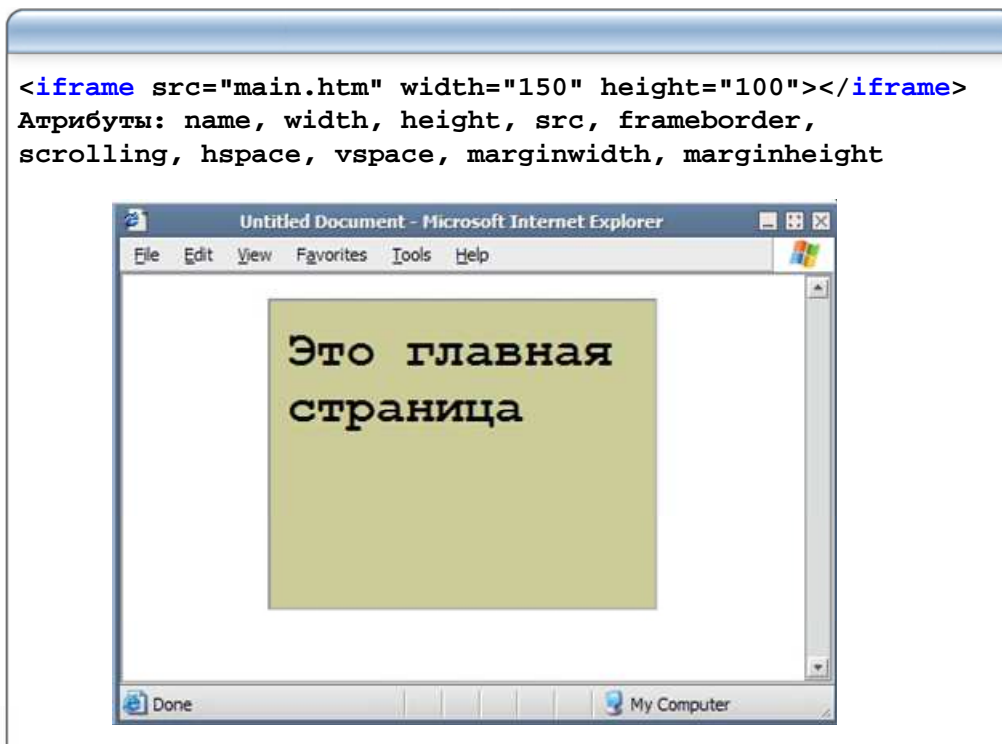 <iframe src="main.htm" width="150" height="100"></iframe>
Атрибуты: name, width, height, src, frameborder,
scrolling, hspace, vspace, marginwidth, marginheight
Untitled Document - Microsoft Internet Explorer
File Edit View Favorites Tools Help
Это главная
страница
Done My Computer